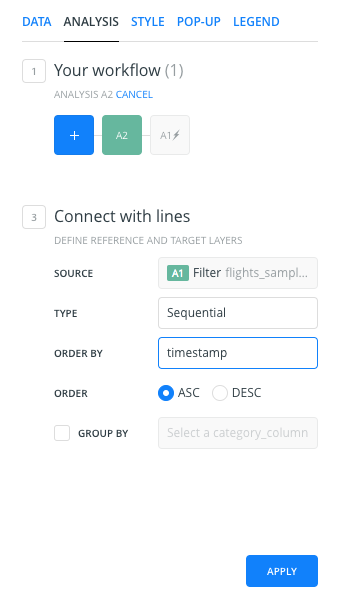 DATA ANALYSIS STYLE POP-UP LEGEND
1 Your workflow (1)
ANALYSIS A2 CANCEL
+ A2 A1
3 Connect with lines
DEFINE REFERENCE AND TARGET LAYERS
SOURCE A1 Filter flights_sampl...
TYPE Sequential
ORDER BY timestamp
ORDER ASC DESC
GROUP BY Select a category_column
APPLY